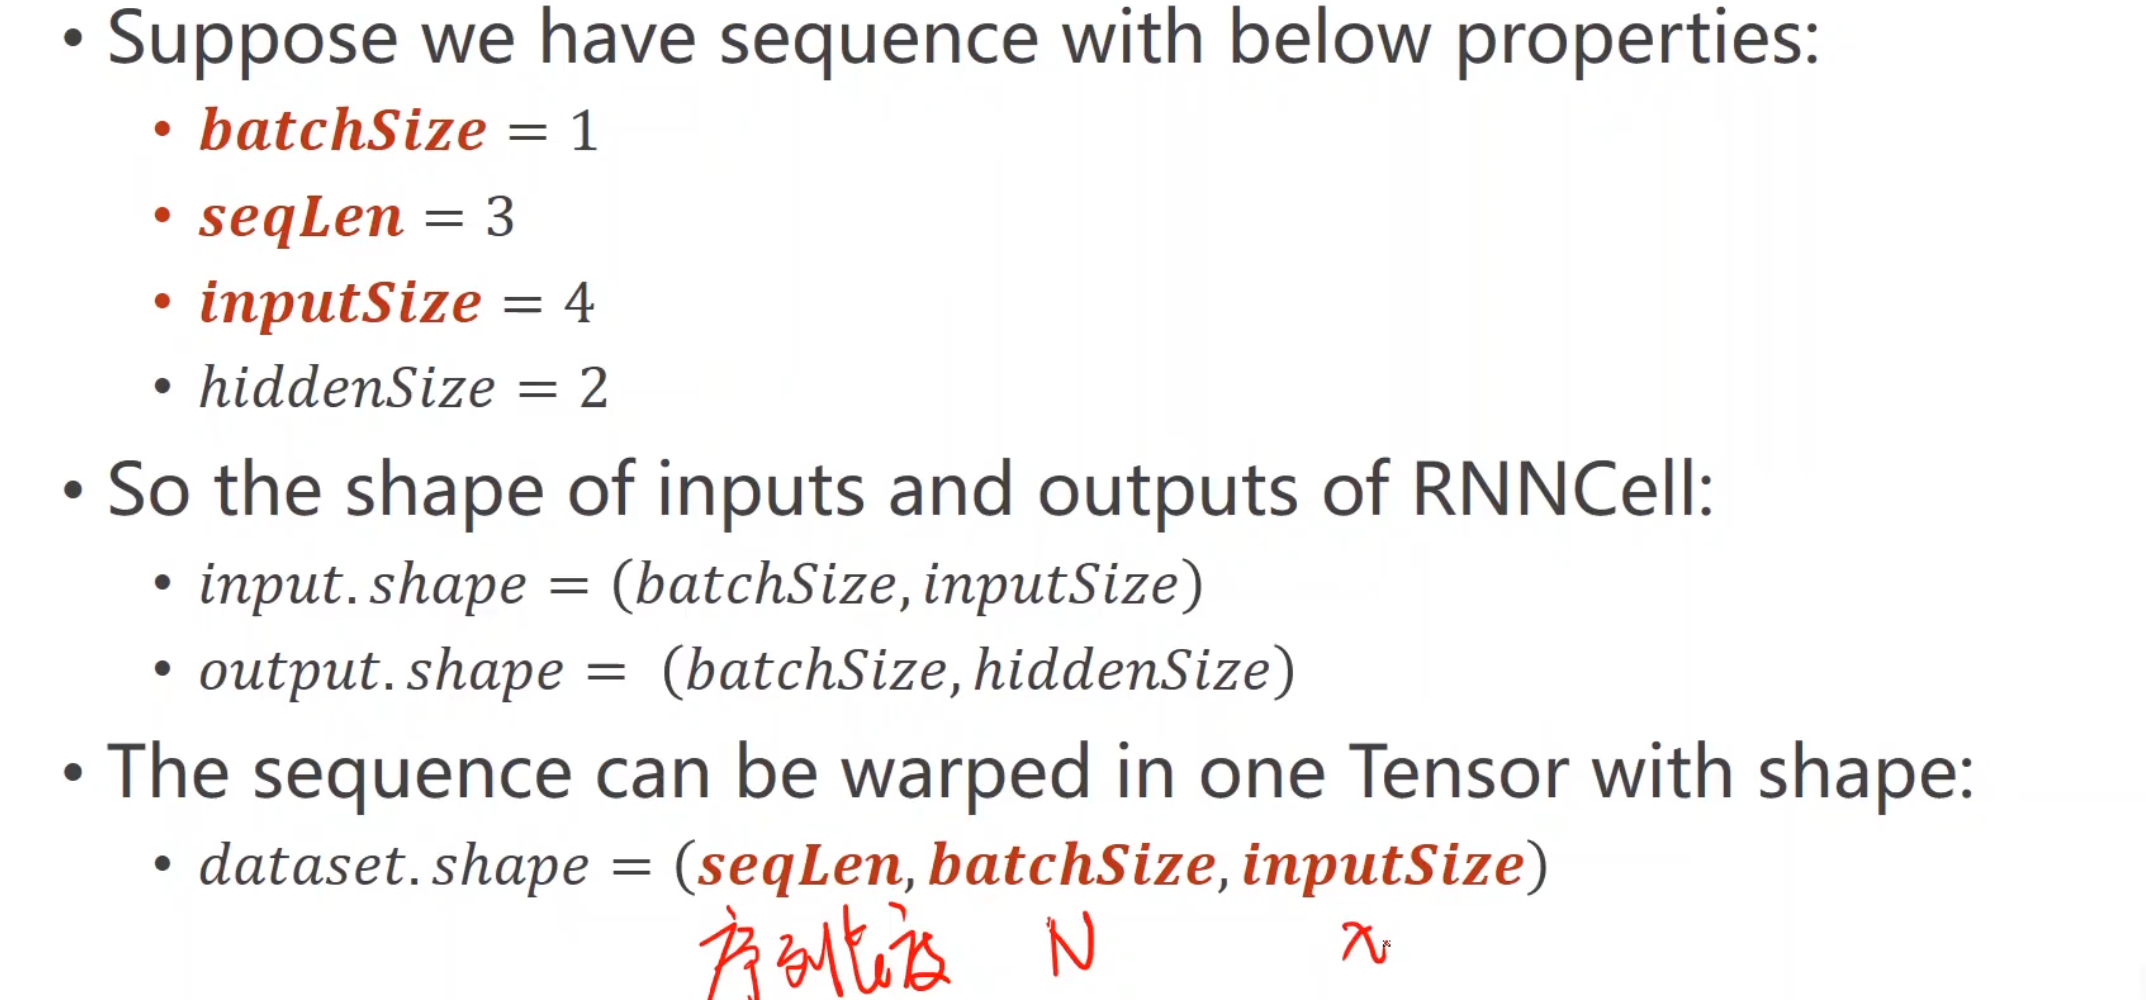 • Suppose we have sequence with below properties:
• batchSize = 1
• seqLen = 3
• inputSize = 4
• hiddenSize = 2
• So the shape of inputs and outputs of RNNCell:
• input.shape = (batchSize, inputSize)
• output.shape = (batchSize, hiddenSize)
• The sequence can be warped in one Tensor with shape:
• dataset.shape = (seqLen, batchSize, inputSize)
序列长度 N x